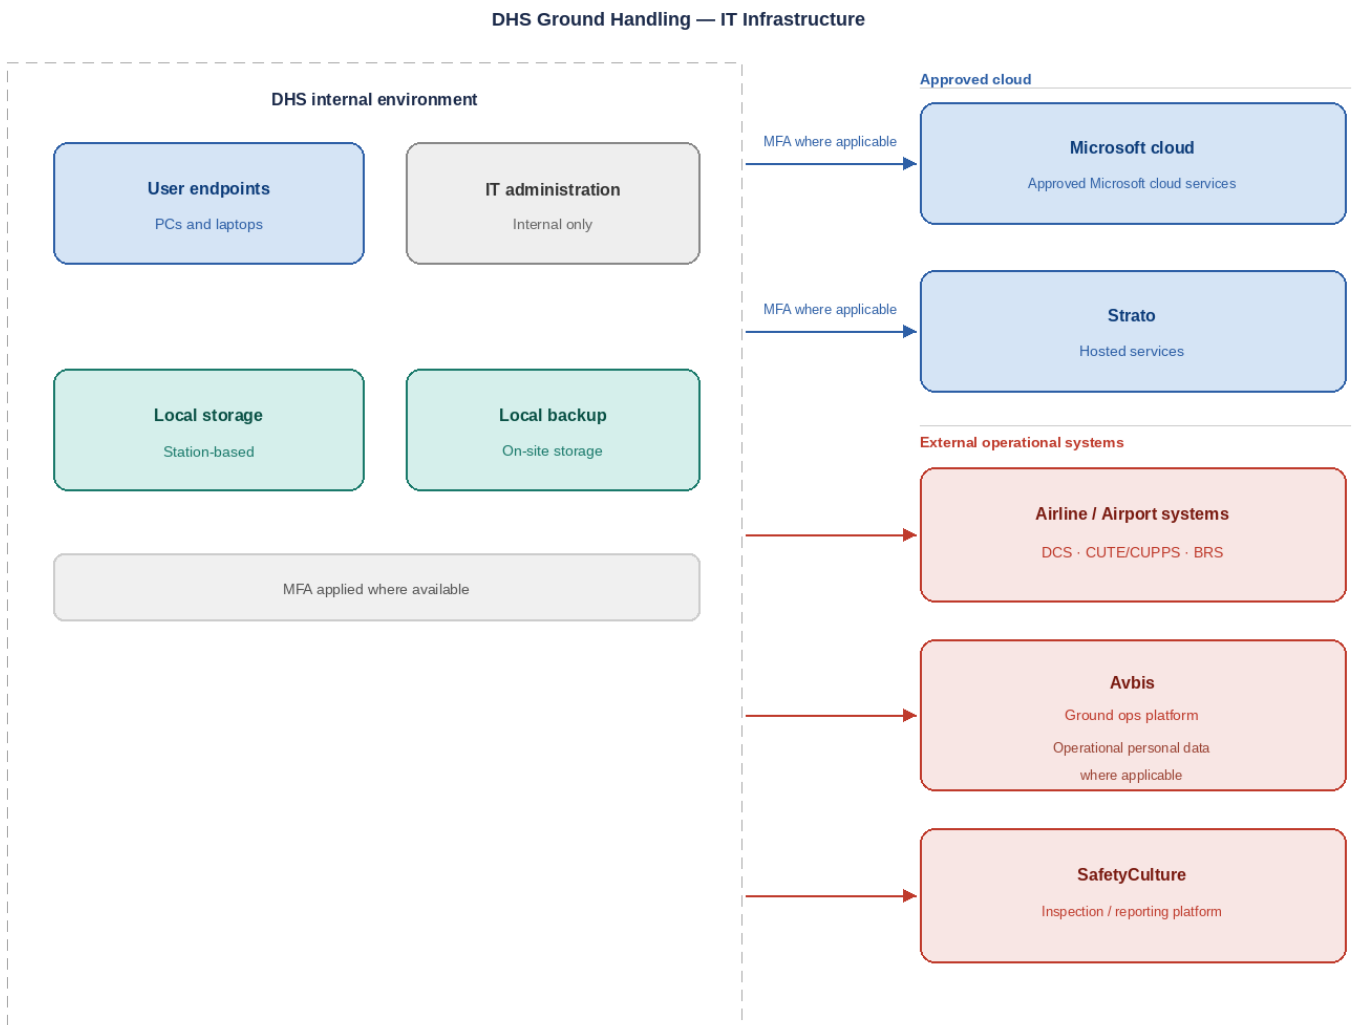 DHS Ground Handling — IT Infrastructure
DHS internal environment
User endpoints
PCs and laptops
IT administration
Internal only
Local storage
Station-based
Local backup
On-site storage
MFA applied where available
MFA where applicable
MFA where applicable
Approved cloud
Microsoft cloud
Approved Microsoft cloud services
Strato
Hosted services
External operational systems
Airline / Airport systems
DCS · CUTE/CUPPS · BRS
Avbis
Ground ops platform
Operational personal data
where applicable
SafetyCulture
Inspection / reporting platform